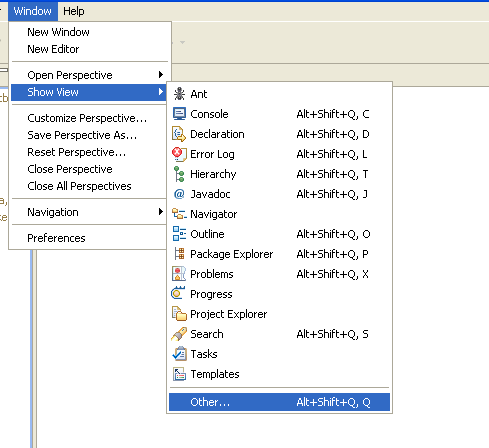 Window Help
New Window
New Editor
Open Perspective
Show View
Customize Perspective...
Save Perspective As...
Reset Perspective...
Close Perspective
Close All Perspectives
Navigation
Preferences
Ant
Console Alt+Shift+Q, C
Declaration Alt+Shift+Q, D
Error Log Alt+Shift+Q, L
Hierarchy Alt+Shift+Q, T
Javadoc Alt+Shift+Q, J
Navigator
Outline Alt+Shift+Q, O
Package Explorer Alt+Shift+Q, P
Problems Alt+Shift+Q, X
Progress
Project Explorer
Search Alt+Shift+Q, S
Tasks
Templates
Other... Alt+Shift+Q, Q